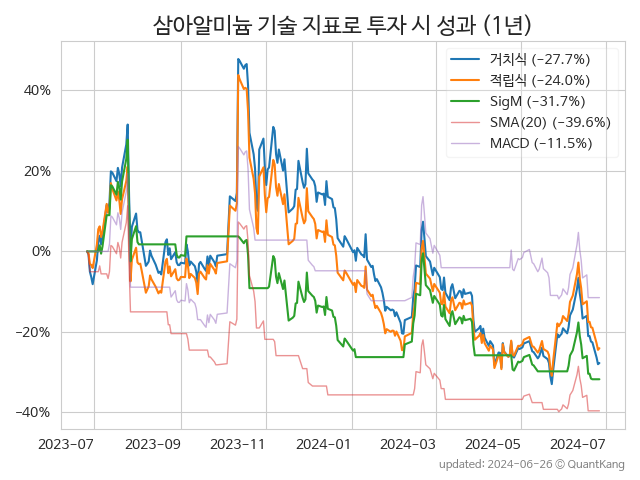 삼아알미늄 기술 지표로 투자 시 성과 (1년)
거치식 (−27.7%)
적립식 (−24.0%)
SigM (−31.7%)
SMA(20) (−39.6%)
MACD (−11.5%)
40%
20%
0%
−20%
−40%
2023-07 2023-09 2023-11 2024-01 2024-03 2024-05 2024-07
updated: 2024-06-26 ⓒ QuantKang